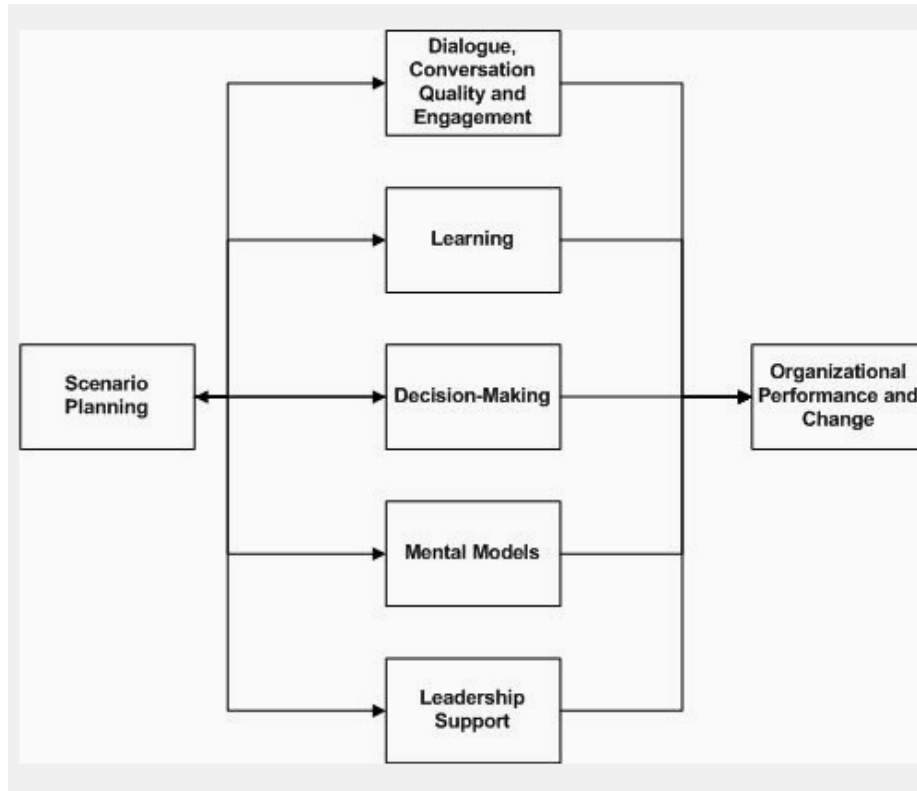 Dialogue,
Conversation
Quality and
Engagement
Learning
Scenario
Planning
Decision-Making
Organizational
Performance and
Change
Mental Models
Leadership
Support